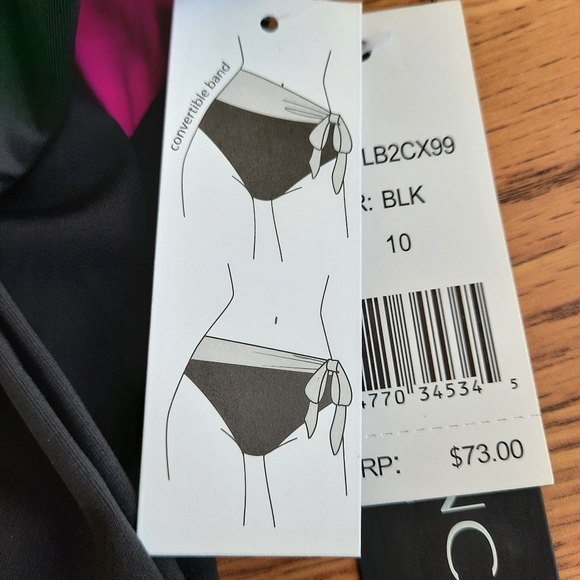 convertible band
LB2CX99
R: BLK
10
4770 34534 5
RP: $73.00
NC